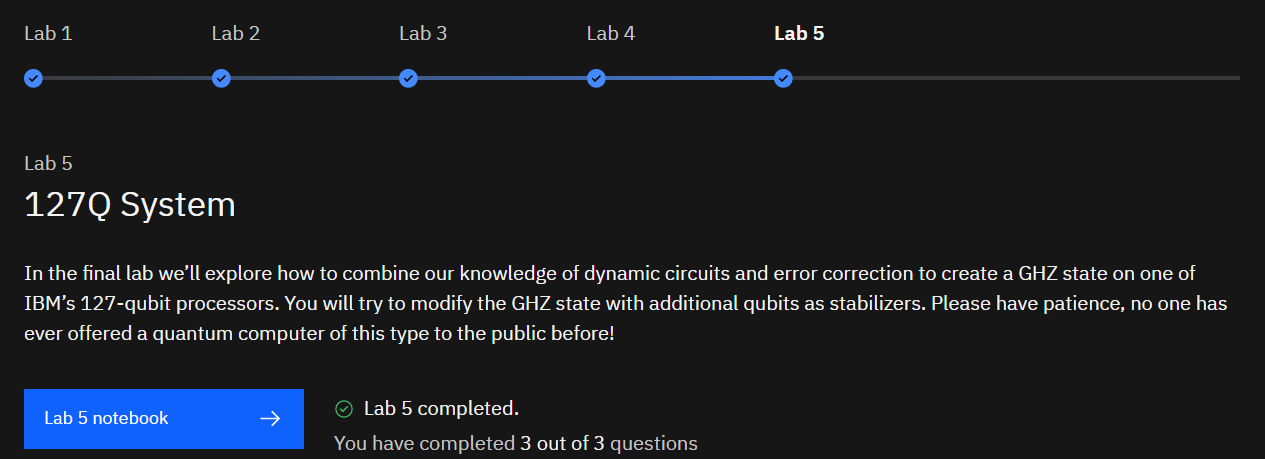 Lab 1 Lab 2 Lab 3 Lab 4 Lab 5
Lab 5
127Q System
In the final lab we’ll explore how to combine our knowledge of dynamic circuits and error correction to create a GHZ state on one of
IBM’s 127-qubit processors. You will try to modify the GHZ state with additional qubits as stabilizers. Please have patience, no one has
ever offered a quantum computer of this type to the public before!
Lab 5 notebook
Lab 5 completed.
You have completed 3 out of 3 questions